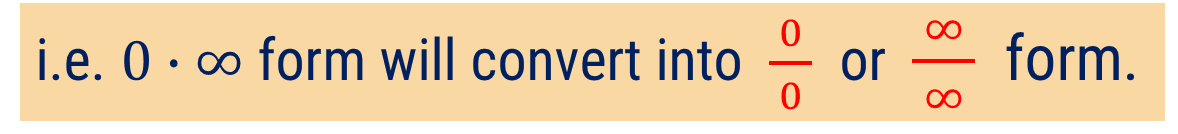 i.e. 0 · ∞ form will convert into 0/0 or ∞/∞ form.